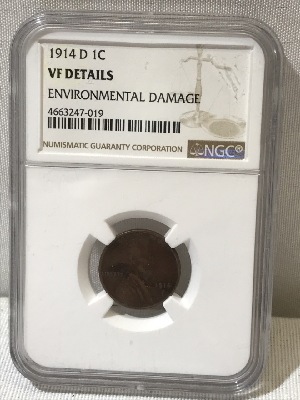 1914 D 1C
VF DETAILS
ENVIRONMENTAL DAMAGE
4663247-019
NUMISMATIC GUARANTY CORPORATION
NGC®